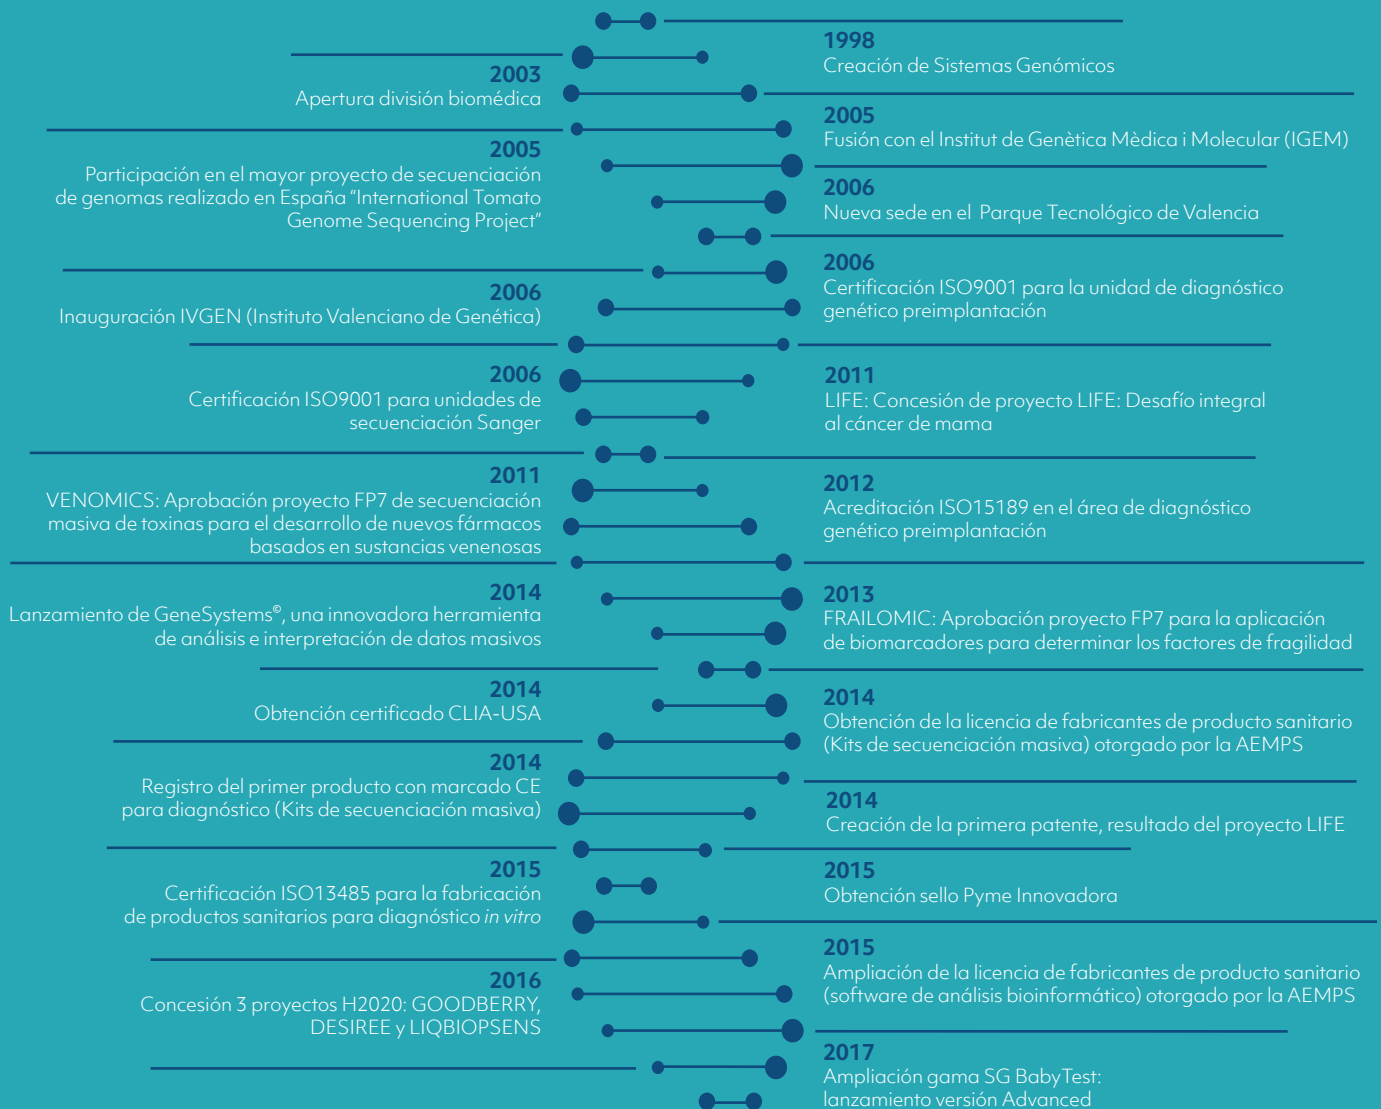 1998
Creación de Sistemas Genómicos
2003
Apertura división biomédica
2005
Fusión con el Institut de Genètica Mèdica i Molecular (IGEM)
2005
Participación en el mayor proyecto de secuenciación
de genomas realizado en España “International Tomato
Genome Sequencing Project”
2006
Nueva sede en el Parque Tecnológico de Valencia
2006
Certificación ISO9001 para la unidad de diagnóstico
genético preimplantación
2006
Inauguración IVGEN (Instituto Valenciano de Genética)
2006
Certificación ISO9001 para unidades de
secuenciación Sanger
2011
LIFE: Concesión de proyecto LIFE: Desafío integral
al cáncer de mama
2011
VENOMICS: Aprobación proyecto FP7 de secuenciación
masiva de toxinas para el desarrollo de nuevos fármacos
basados en sustancias venenosas
2012
Acreditación ISO15189 en el área de diagnóstico
genético preimplantación
2014
Lanzamiento de GeneSystems©, una innovadora herramienta
de análisis e interpretación de datos masivos
2013
FRAILOMIC: Aprobación proyecto FP7 para la aplicación
de biomarcadores para determinar los factores de fragilidad
2014
Obtención certificado CLIA-USA
2014
Obtención de la licencia de fabricantes de producto sanitario
(Kits de secuenciación masiva) otorgado por la AEMPS
2014
Registro del primer producto con marcado CE
para diagnóstico (Kits de secuenciación masiva)
2014
Creación de la primera patente, resultado del proyecto LIFE
2015
Certificación ISO13485 para la fabricación
de productos sanitarios para diagnóstico in vitro
2015
Obtención sello Pyme Innovadora
2015
Ampliación de la licencia de fabricantes de producto sanitario
(software de análisis bioinformático) otorgado por la AEMPS
2016
Concesión 3 proyectos H2020: GOODBERRY,
DESIREE y LIQBIOPSENS
2017
Ampliación gama SG BabyTest:
lanzamiento versión Advanced